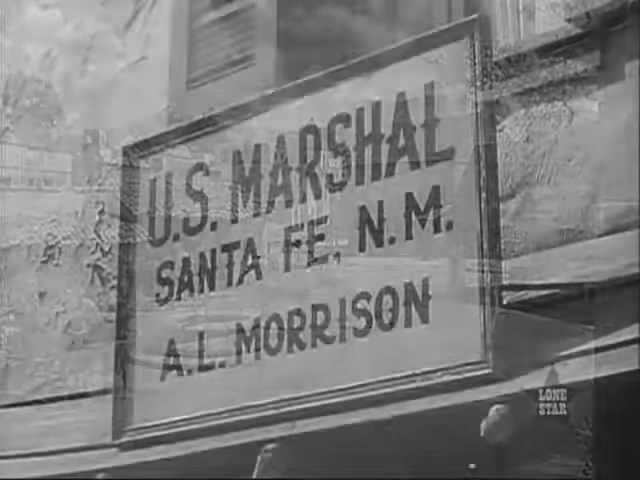 U.S. MARSHAL
SANTA FE, N.M.
A.L. MORRISON
LONE
STAR